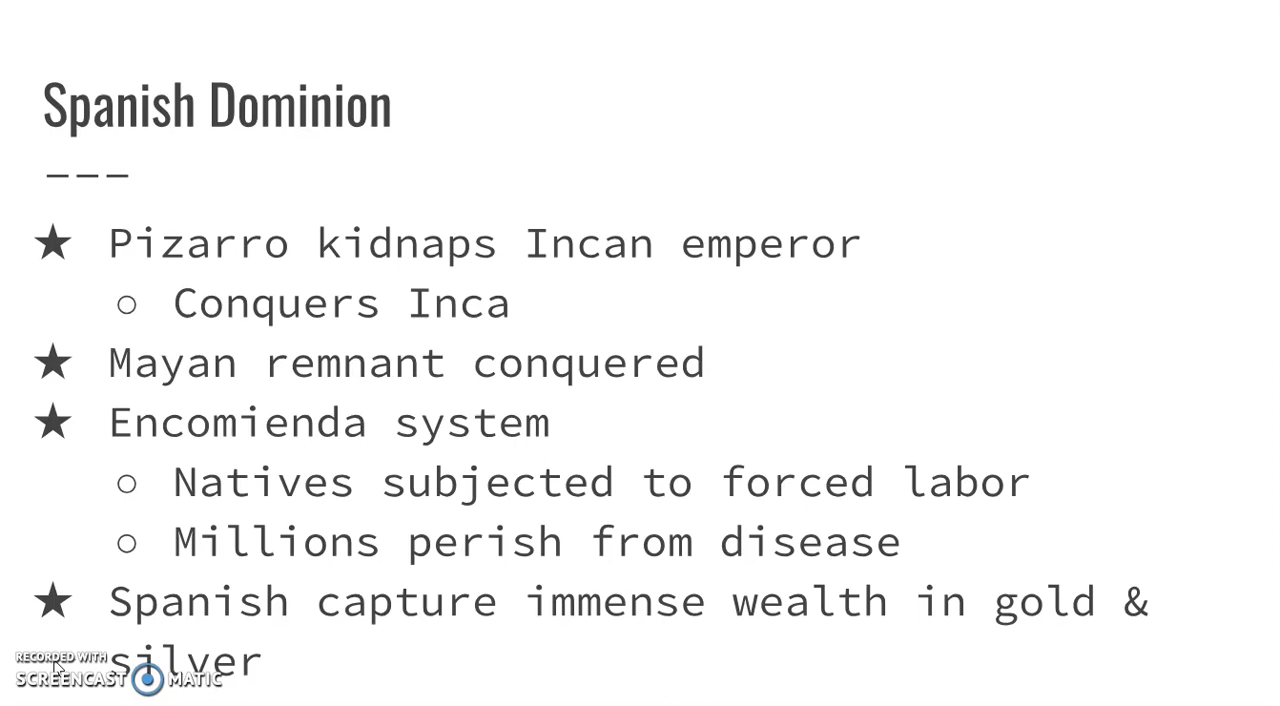 Spanish Dominion
---
★ Pizarro kidnaps Incan emperor
○ Conquers Inca
★ Mayan remnant conquered
★ Encomienda system
○ Natives subjected to forced labor
○ Millions perish from disease
★ Spanish capture immense wealth in gold &
silver
RECORDED WITH
SCREENCAST MATIC